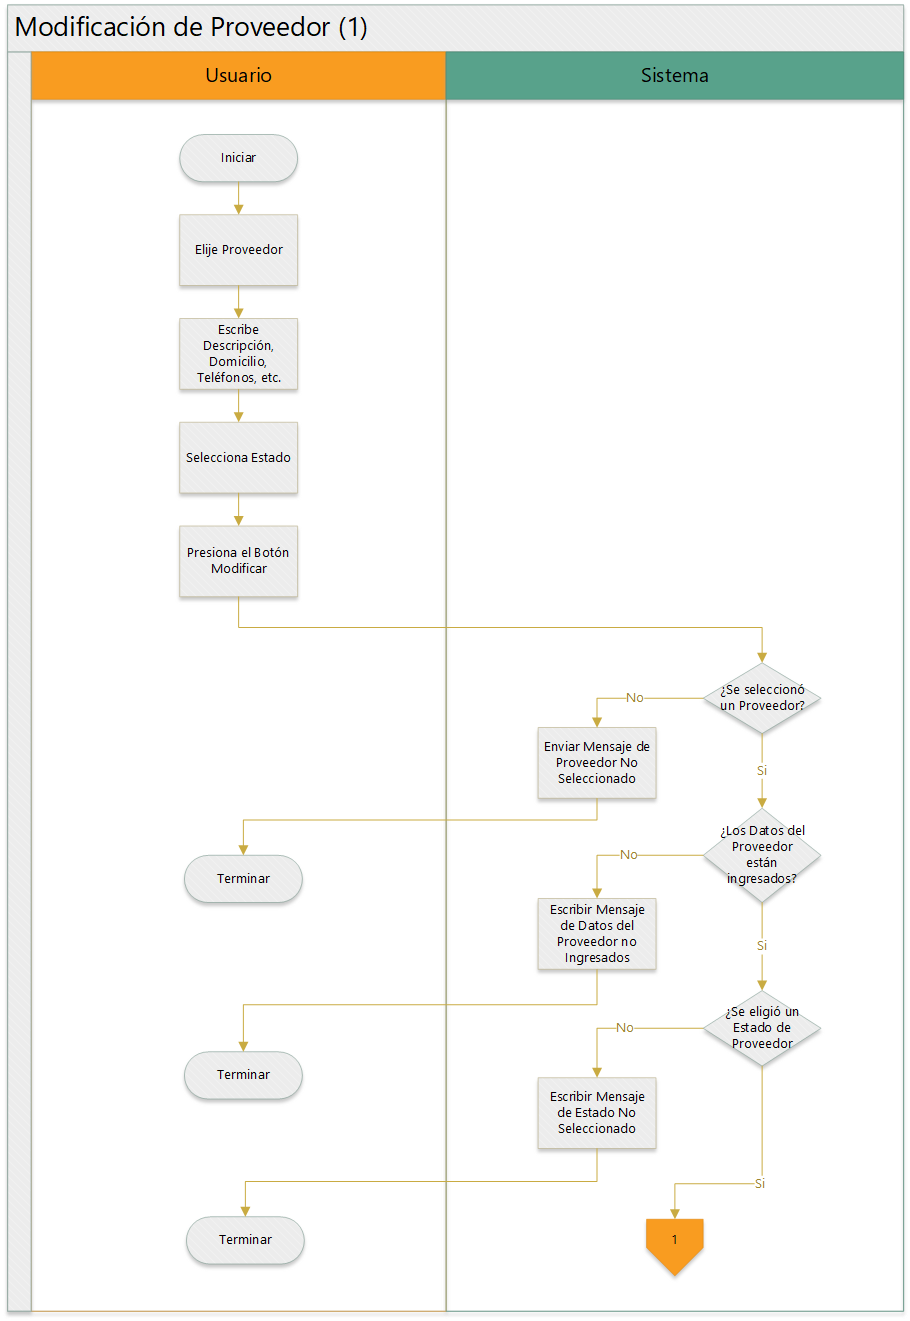 Modificación de Proveedor (1)
Usuario
Sistema
Iniciar
Elije Proveedor
Escribe
Descripción,
Domicilio,
Teléfonos, etc.
Selecciona Estado
Presiona el Botón
Modificar
¿Se seleccionó
un Proveedor?
No
Enviar Mensaje de
Proveedor No
Seleccionado
Si
¿Los Datos del
Proveedor
están
ingresados?
No
Terminar
Escribir Mensaje
de Datos del
Proveedor no
Ingresados
Si
¿Se eligió un
Estado de
Proveedor
No
Terminar
Escribir Mensaje
de Estado No
Seleccionado
Si
Terminar
1